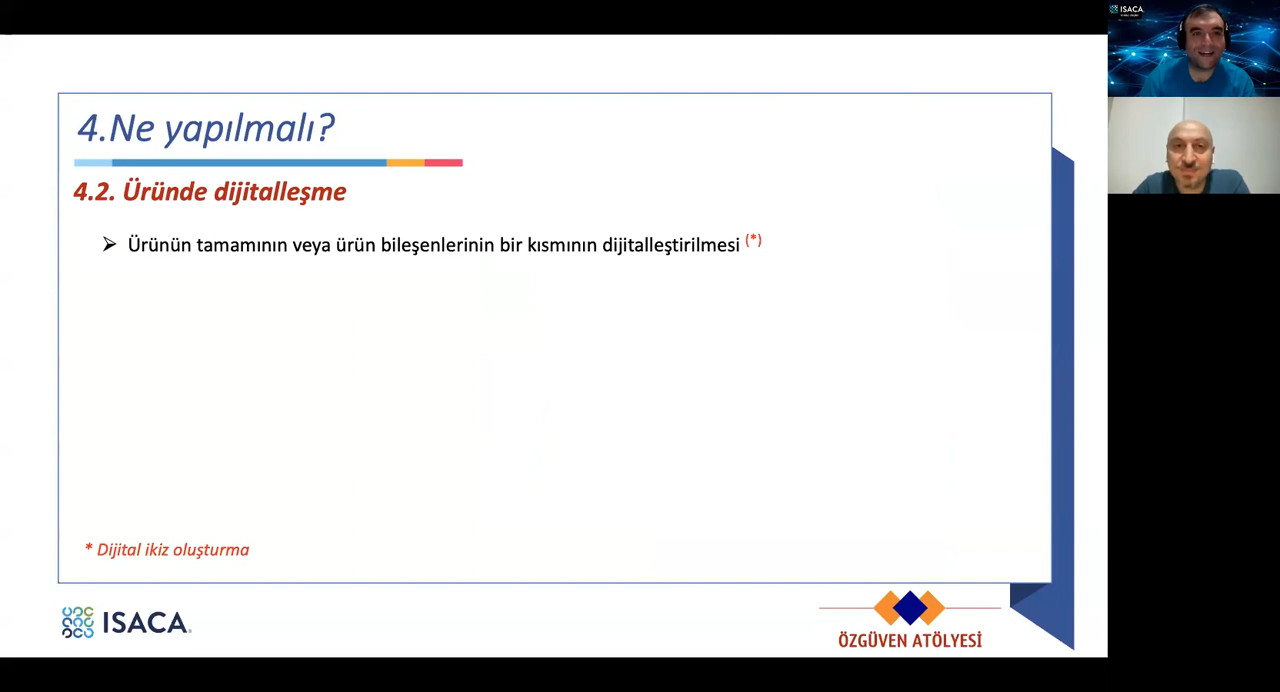 4.Ne yapılmalı?
4.2. Üründe dijitalleşme
➢ Ürünün tamamının veya ürün bileşenlerinin bir kısmının dijitalleştirilmesi (*)
* Dijital ikiz oluşturma
ISACA
ÖZGÜVEN ATÖLYESİ
ISACA